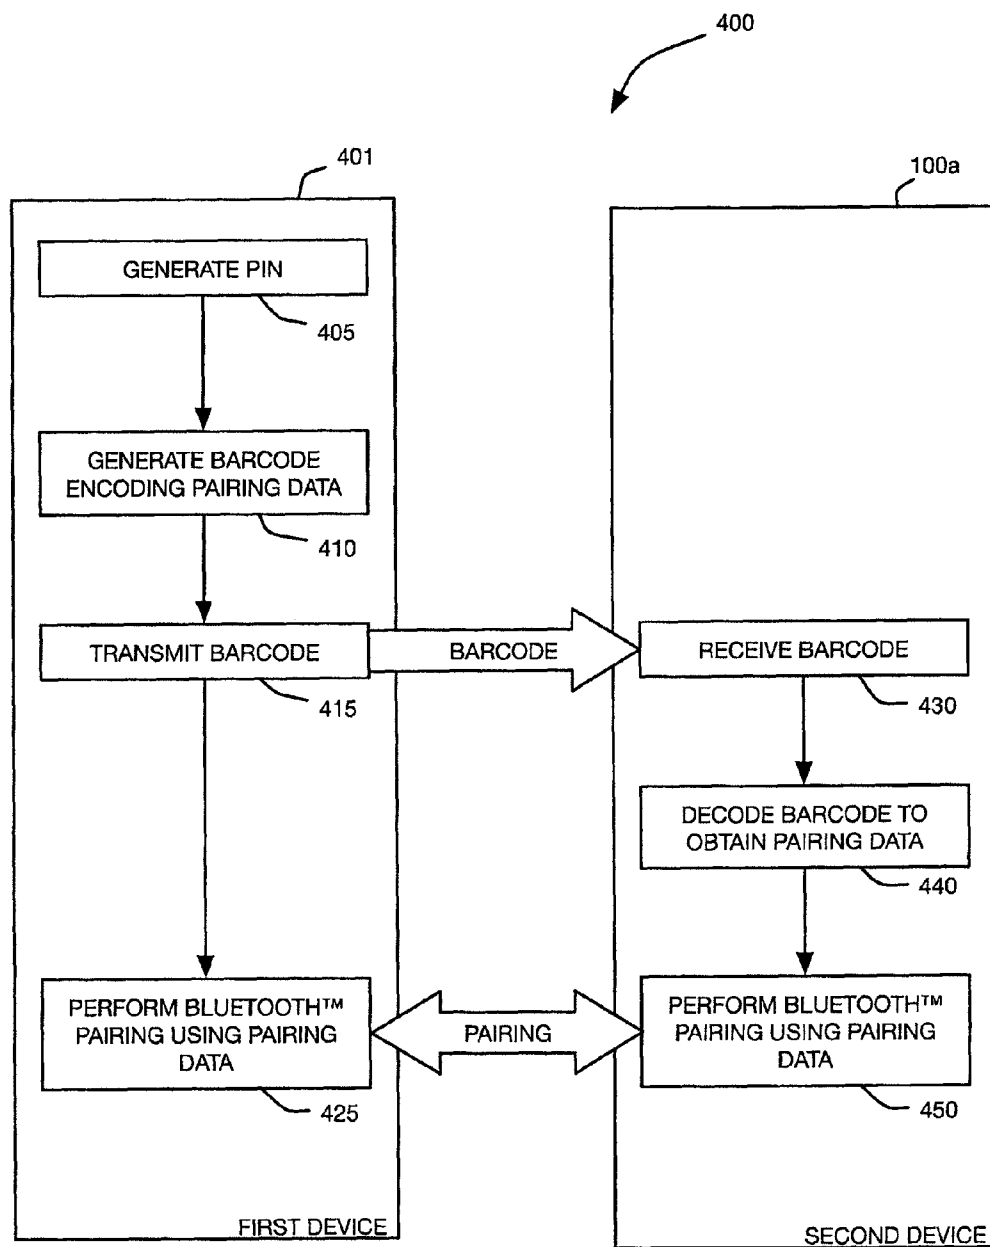 400
401
100a
GENERATE PIN
405
GENERATE BARCODE
ENCODING PAIRING DATA
410
TRANSMIT BARCODE
BARCODE
RECEIVE BARCODE
415
430
DECODE BARCODE TO
OBTAIN PAIRING DATA
440
PERFORM BLUETOOTH™
PAIRING USING PAIRING
DATA
PAIRING
PERFORM BLUETOOTH™
PAIRING USING PAIRING
DATA
425
450
FIRST DEVICE
SECOND DEVICE